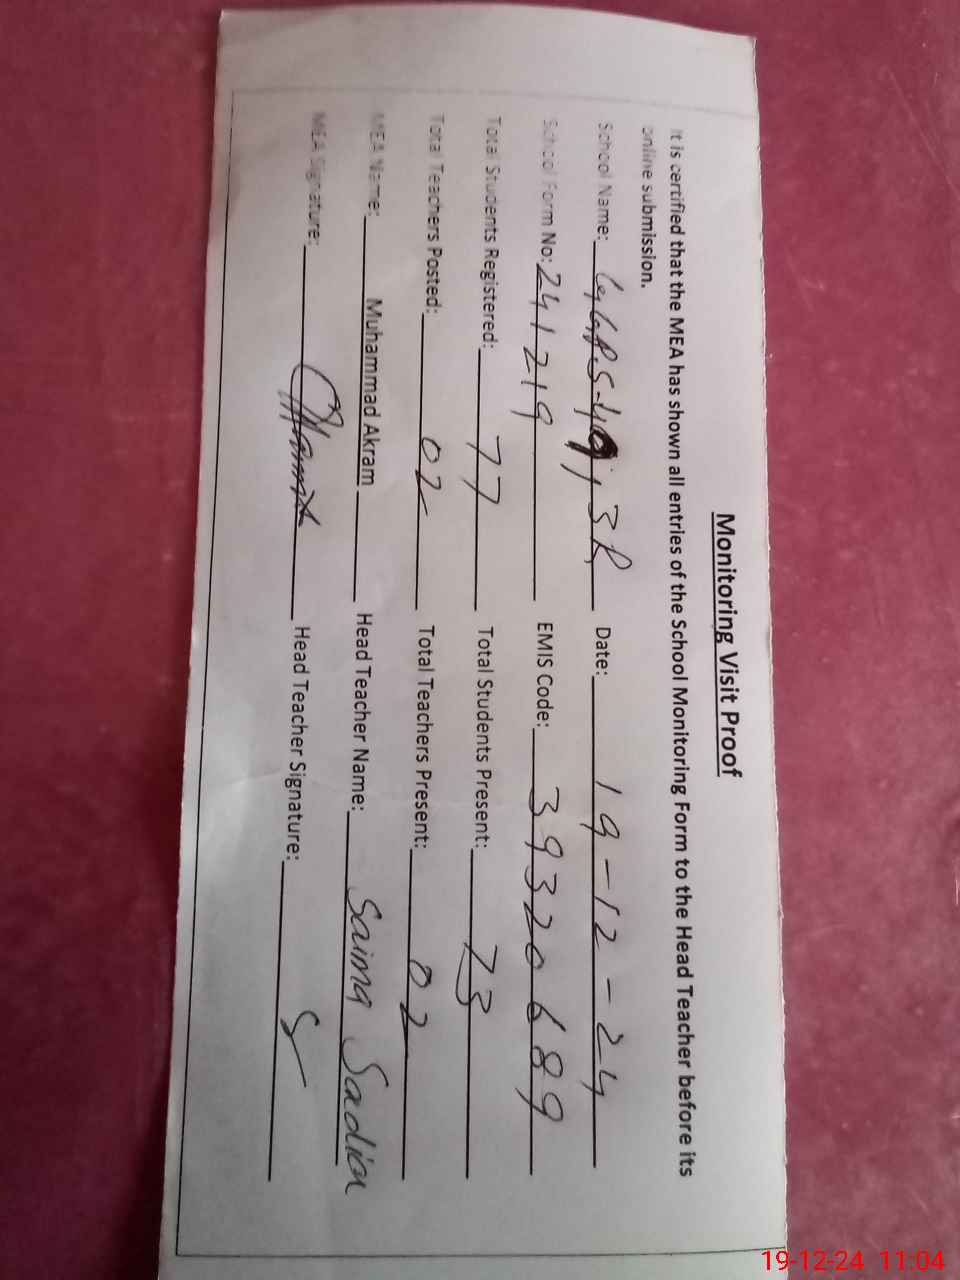 Monitoring Visit Proof
It is certified that the MEA has shown all entries of the School Monitoring Form to the Head Teacher before its
online submission.
School Name: GGPS-40, 3R Date: 19-12-24
School Form No: 241219 EMIS Code: 39320689
Total Students Registered: 77 Total Students Present: 73
Total Teachers Posted: 02 Total Teachers Present: 02
MEA Name: Muhammad Akram Head Teacher Name: Saima Sadia
MEA Signature: Head Teacher Signature:
19-12-24 11:04